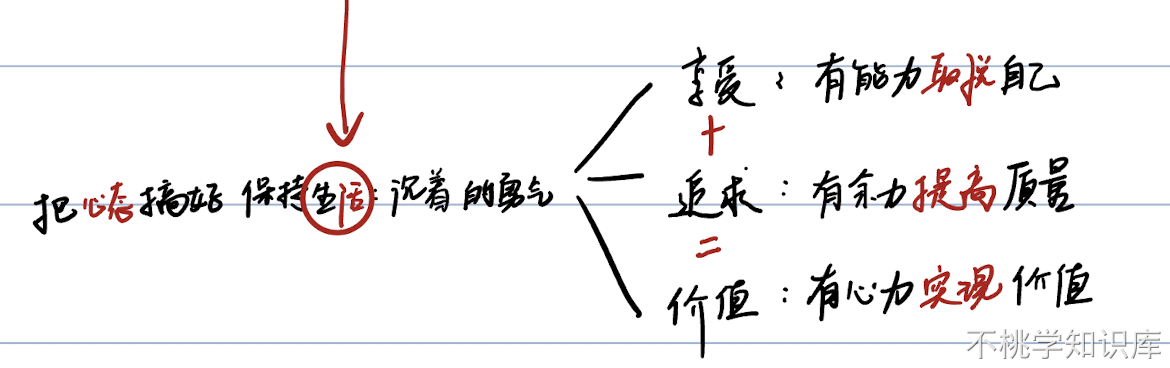 享受：有能力取悦自己
+
把心态搞好 保持生活：沉着的勇气
追求：有余力提高质量
=
价值：有心力实现价值
不桃学知识库